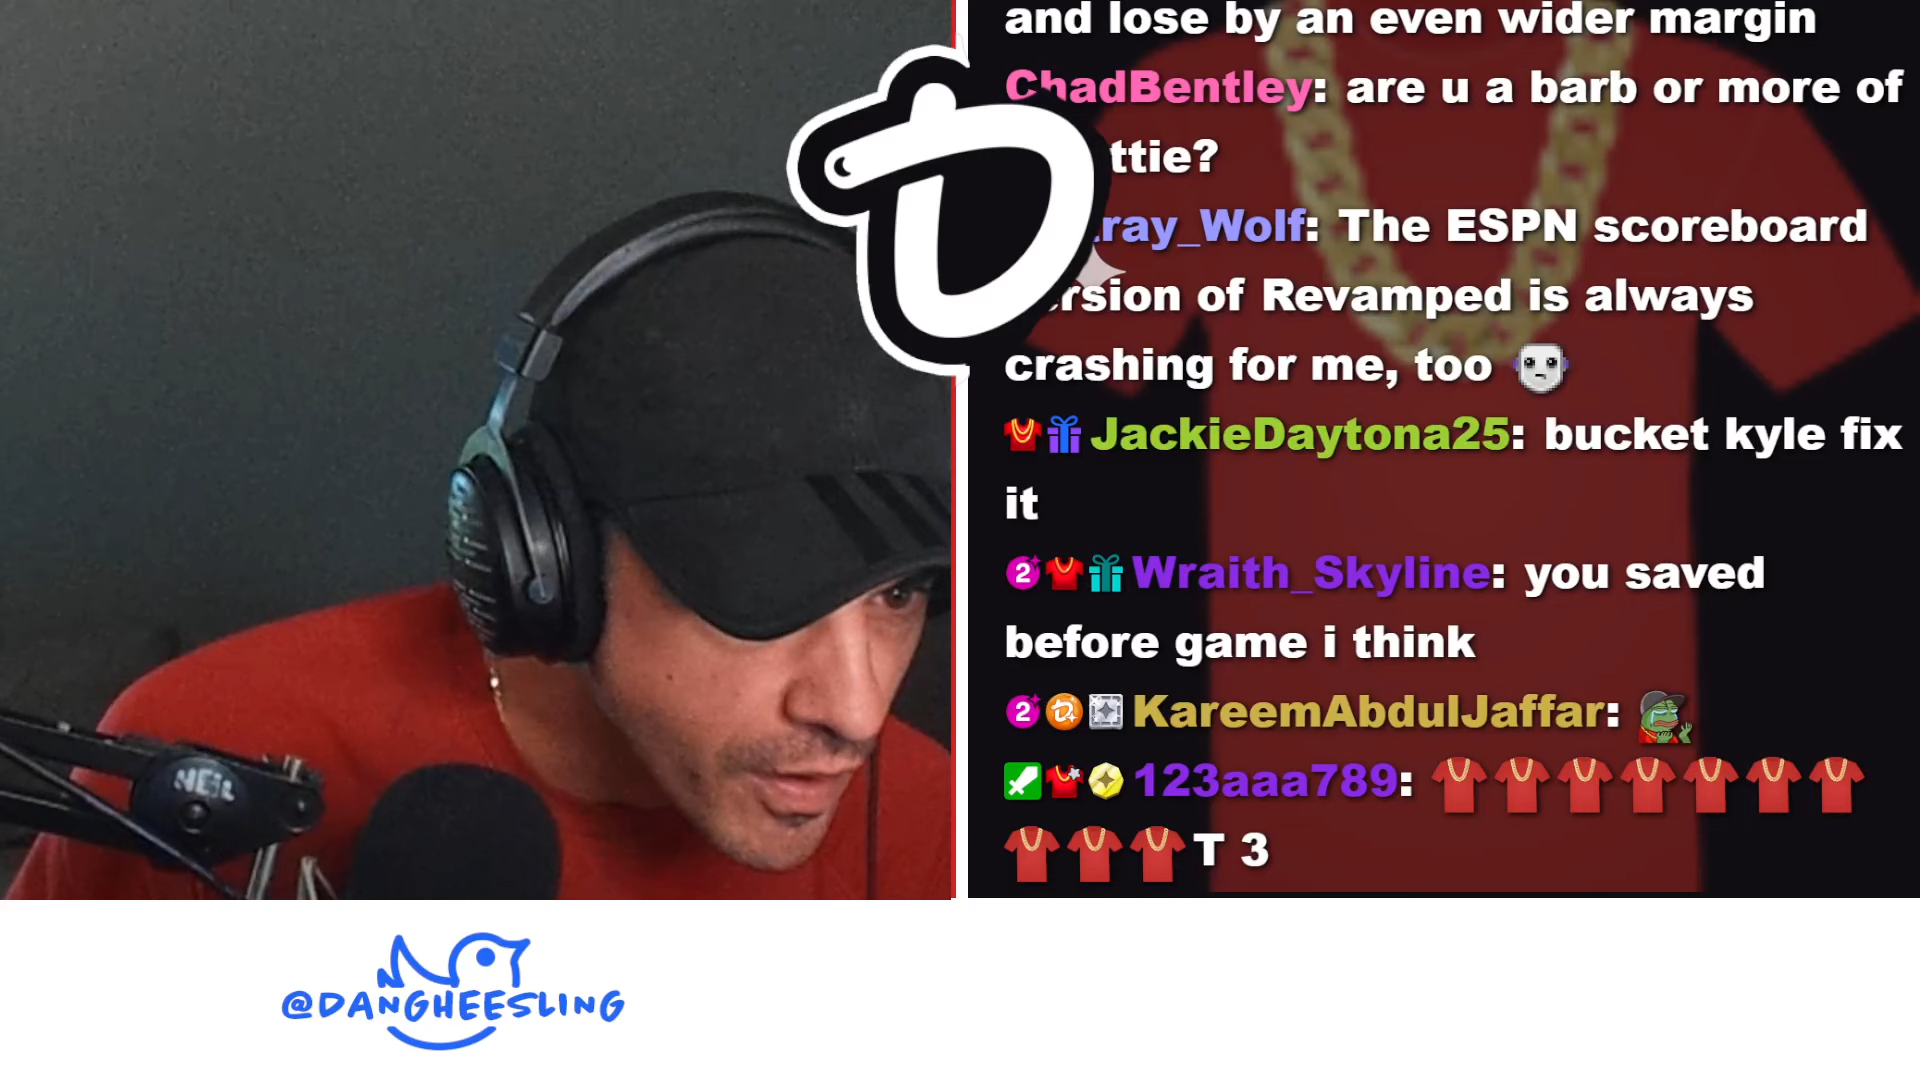 and lose by an even wider margin
ChadBentley: are u a barb or more of
ttie?
ray_Wolf: The ESPN scoreboard
ersion of Revamped is always
crashing for me, too
JackieDaytona25: bucket kyle fix
it
2 Wraith_Skyline: you saved
before game i think
2 D KareemAbdulJaffar:
123aaa789:
T 3
D
NEIL
@DANGHEESLING